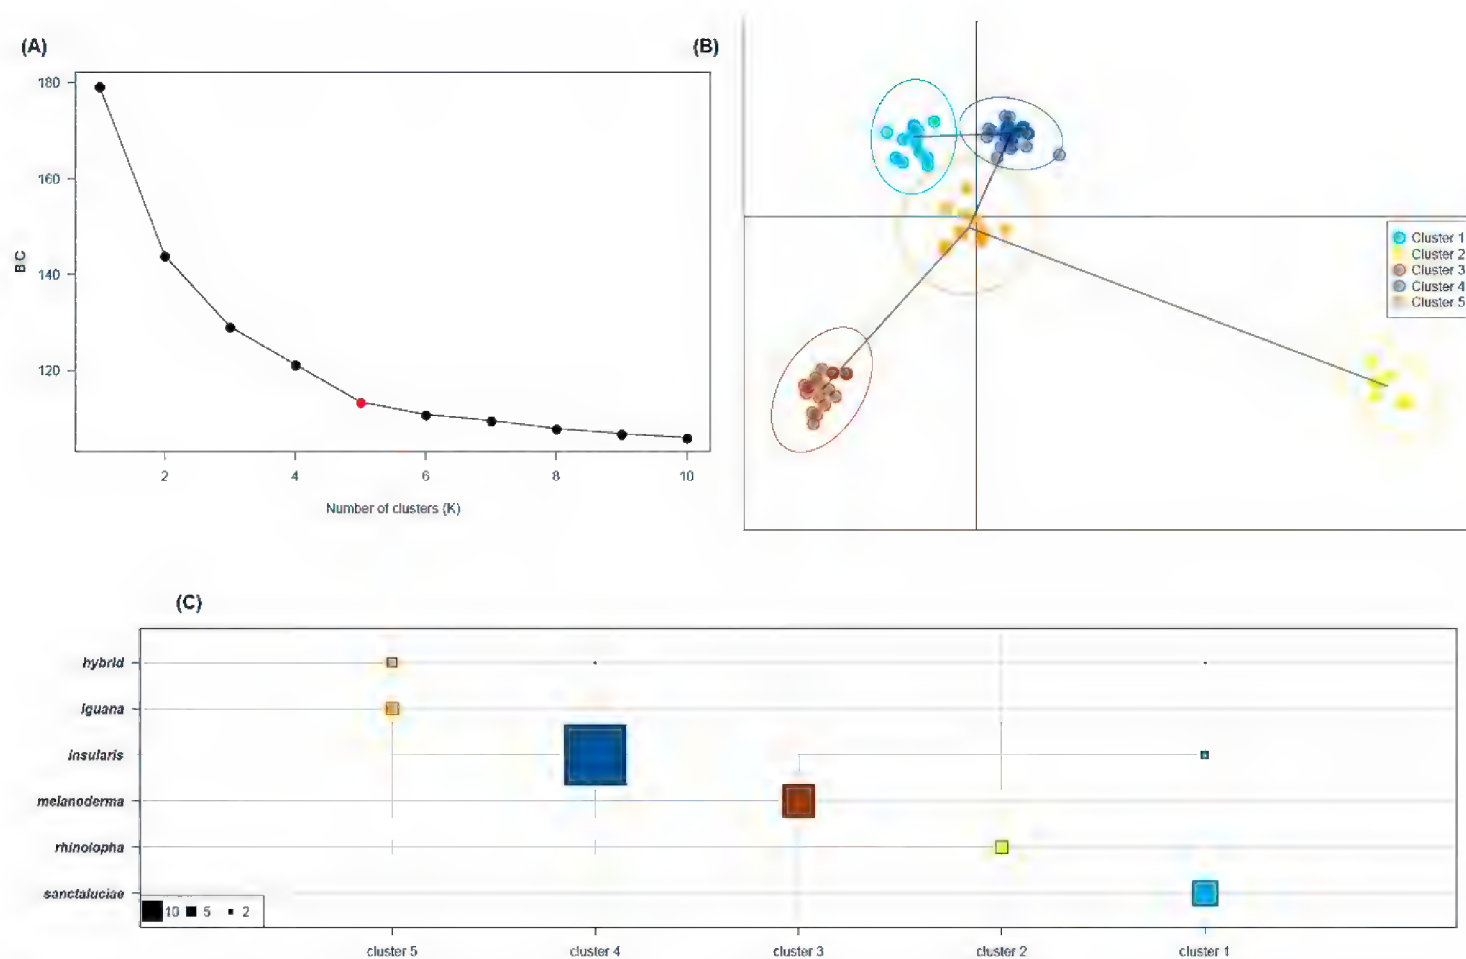 (A)
(B)
180
160
140
120
BC
2
4
6
8
10
Number of clusters (K)
Cluster 1
Cluster 2
Cluster 3
Cluster 4
Cluster 5
(C)
hybrid
iguana
insularis
melanoderma
rhinolopha
sanctaluciae
10 5 2
cluster 5
cluster 4
cluster 3
cluster 2
cluster 1